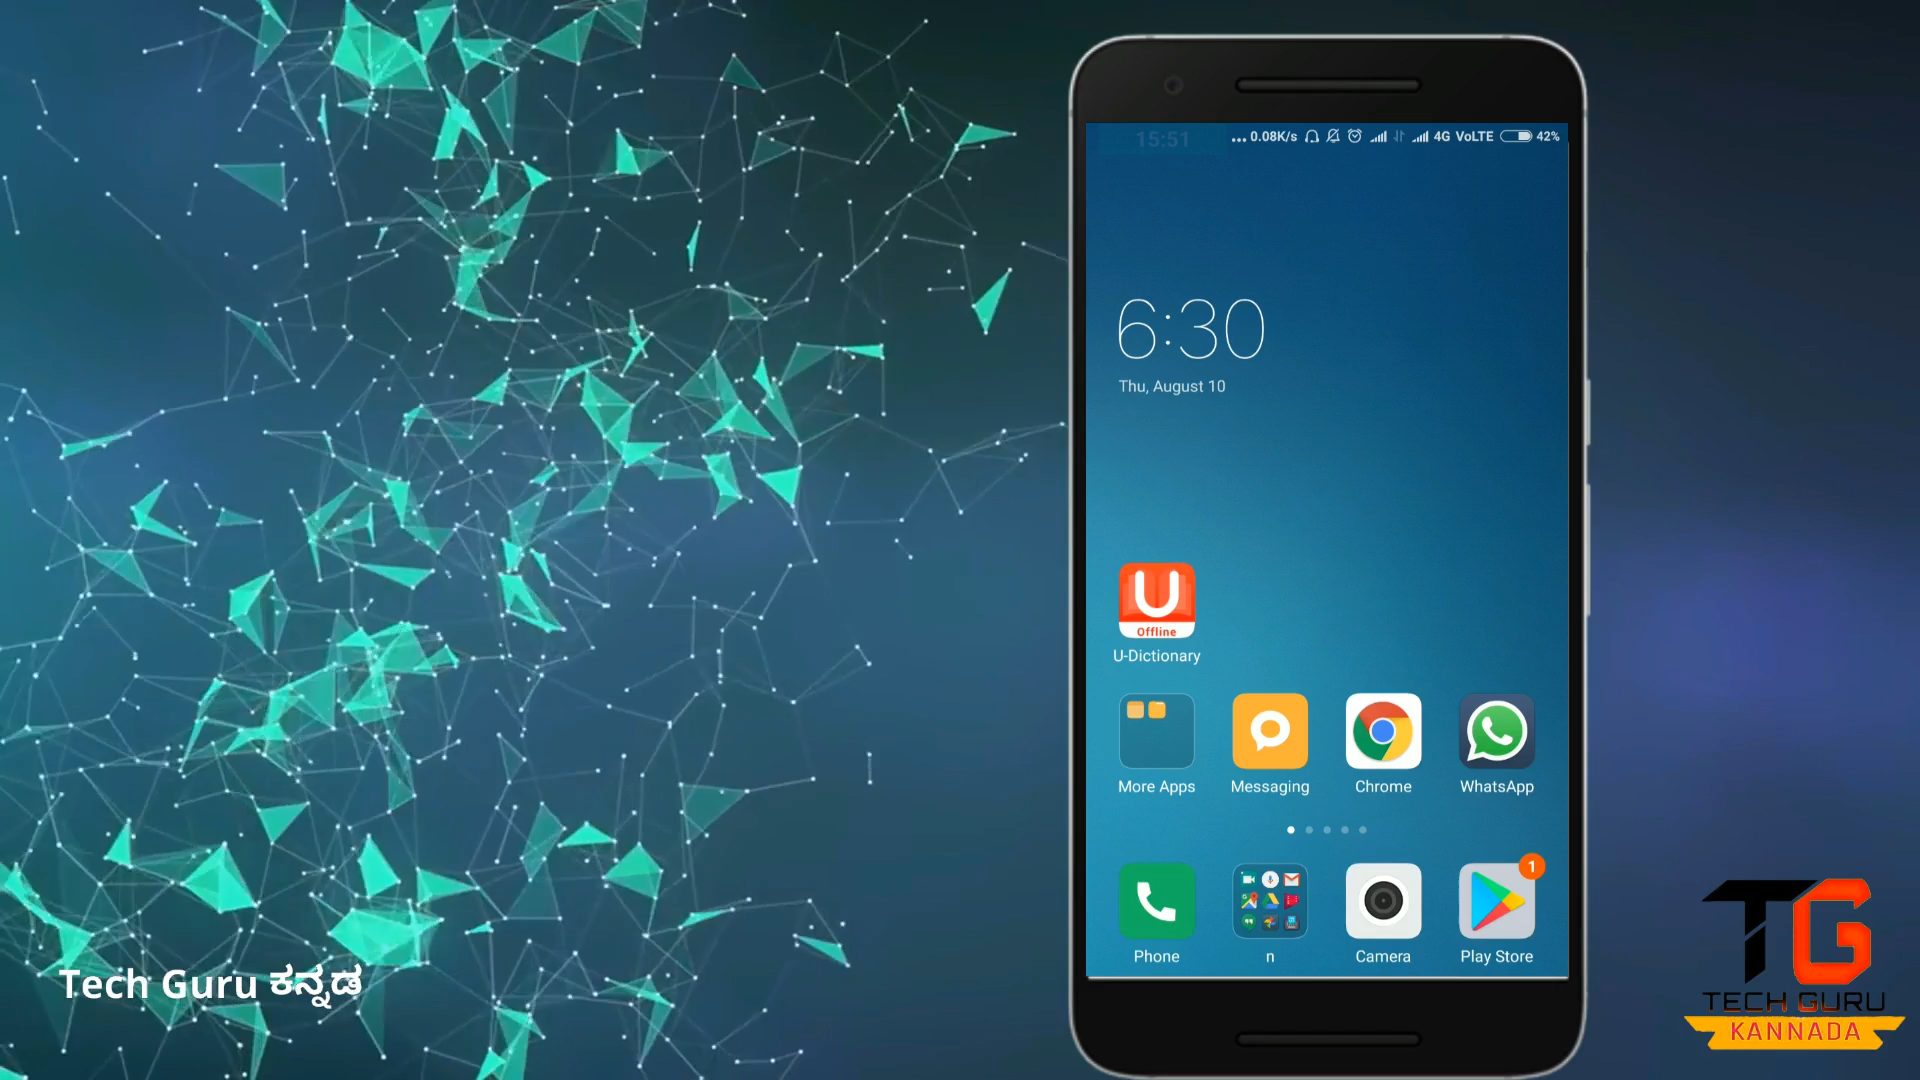 15:51
... 0.08K/s 4G VoLTE 42%
6:30
Thu, August 10
U
Offline
U-Dictionary
More Apps
Messaging
Chrome
WhatsApp
1
Phone
n
Camera
Play Store
Tech Guru ಕನ್ನಡ
TG
TECH GURU
KANNADA